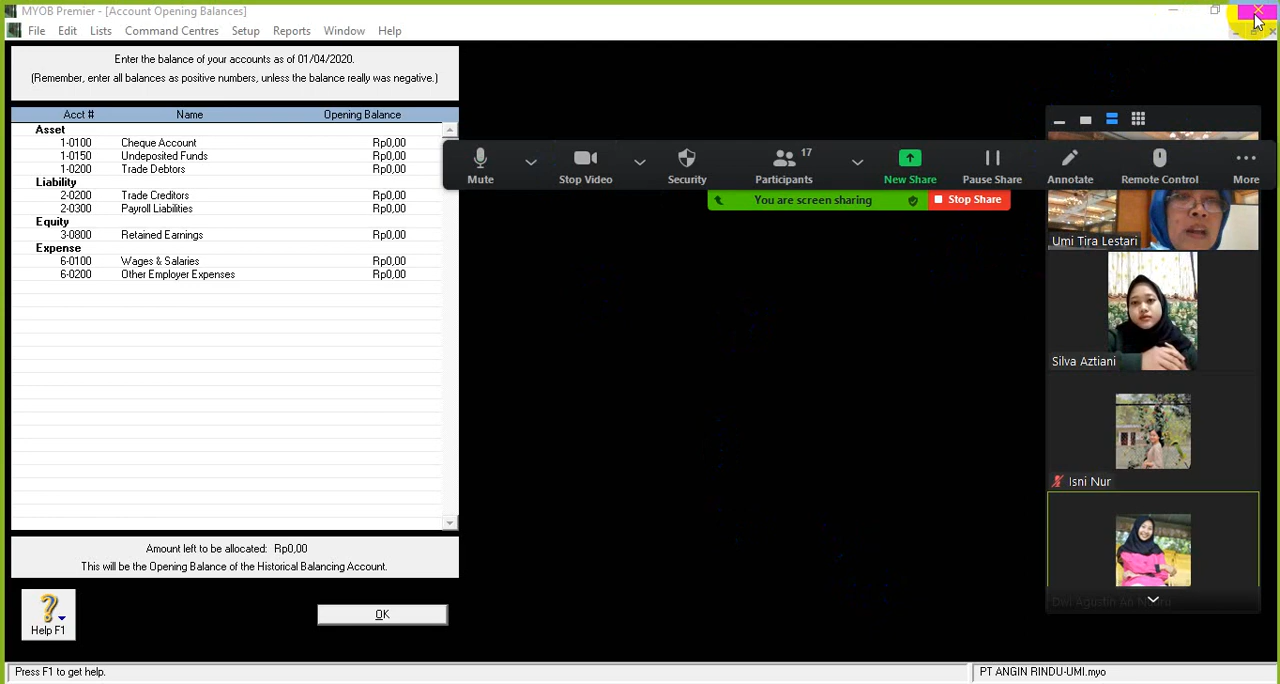 MYOB Premier - [Account Opening Balances]
File Edit Lists Command Centres Setup Reports Window Help
Enter the balance of your accounts as of 01/04/2020.
(Remember, enter all balances as positive numbers, unless the balance really was negative.)
Acct # Name Opening Balance
Asset
1-0100 Cheque Account Rp0,00
1-0150 Undeposited Funds Rp0,00
1-0200 Trade Debtors Rp0,00
Liability
2-0200 Trade Creditors Rp0,00
2-0300 Payroll Liabilities Rp0,00
Equity
3-0800 Retained Earnings Rp0,00
Expense
6-0100 Wages & Salaries Rp0,00
6-0200 Other Employer Expenses Rp0,00
Amount left to be allocated: Rp0,00
This will be the Opening Balance of the Historical Balancing Account.
Help F1
OK
Press F1 to get help.
PT ANGIN RINDU-UMI.myo
17
Mute Stop Video Security Participants New Share Pause Share Annotate Remote Control More
You are screen sharing Stop Share
Umi Tira Lestari
Silva Aztiani
Isni Nur